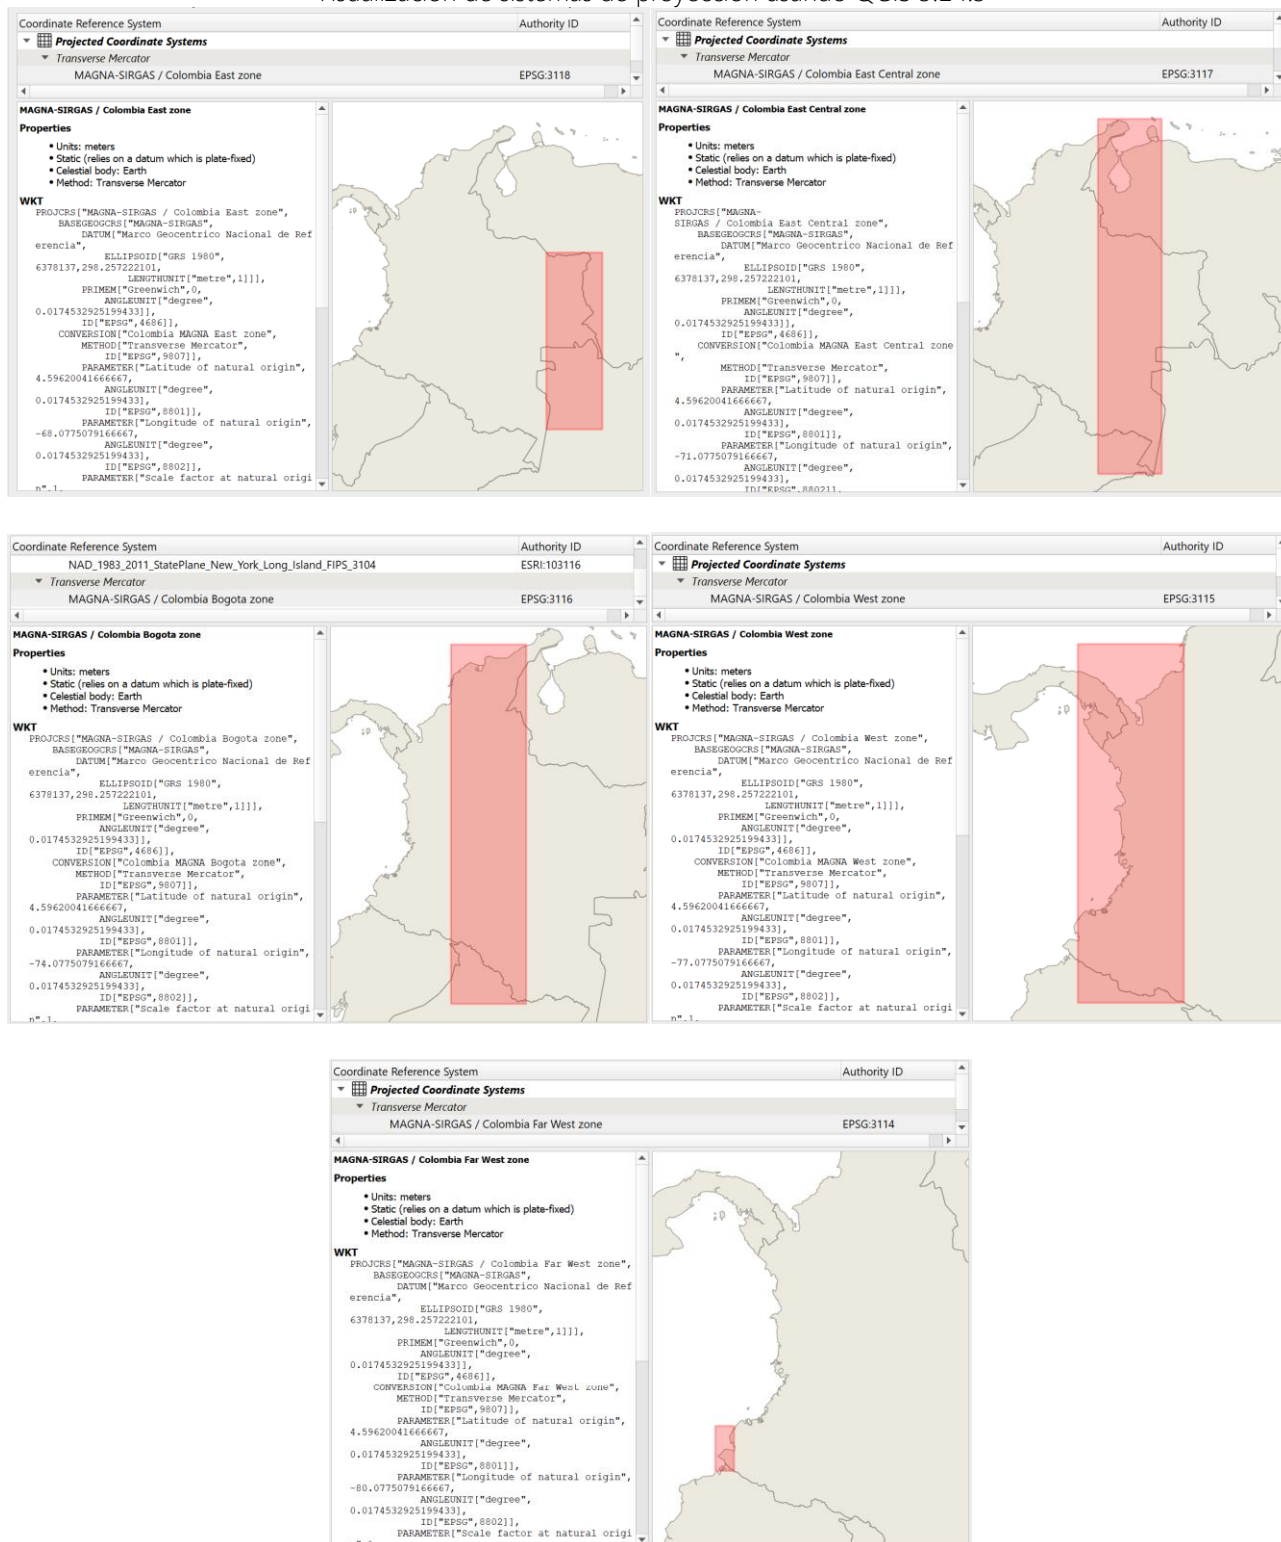 Visualización de sistemas de proyección usando QGIS 3.24.3
Coordinate Reference System Authority ID
Projected Coordinate Systems
Transverse Mercator
MAGNA-SIRGAS / Colombia East zone EPSG:3118
MAGNA-SIRGAS / Colombia East zone
Properties
• Units: meters
• Static (relies on a datum which is plate-fixed)
• Celestial body: Earth
• Method: Transverse Mercator
WKT
PROJCRS["MAGNA-SIRGAS / Colombia East zone",
BASEGEOGCRS["MAGNA-SIRGAS",
DATUM["Marco Geocentrico Nacional de Ref
erencia",
ELLIPSOID["GRS 1980",
6378137,298.257222101,
LENGTHUNIT["metre",1]]],
PRIMEM["Greenwich",0,
ANGLEUNIT["degree",
0.0174532925199433]],
ID["EPSG",4686]],
CONVERSION["Colombia MAGNA East zone",
METHOD["Transverse Mercator",
ID["EPSG",9807]],
PARAMETER["Latitude of natural origin",
4.59620041666667,
ANGLEUNIT["degree",
0.0174532925199433],
ID["EPSG",8801]],
PARAMETER["Longitude of natural origin",
-68.0775079166667,
ANGLEUNIT["degree",
0.0174532925199433],
ID["EPSG",8802]],
PARAMETER["Scale factor at natural origi
n",1,
Coordinate Reference System Authority ID
Projected Coordinate Systems
Transverse Mercator
MAGNA-SIRGAS / Colombia East Central zone EPSG:3117
MAGNA-SIRGAS / Colombia East Central zone
Properties
• Units: meters
• Static (relies on a datum which is plate-fixed)
• Celestial body: Earth
• Method: Transverse Mercator
WKT
PROJCRS["MAGNA-
SIRGAS / Colombia East Central zone",
BASEGEOGCRS["MAGNA-SIRGAS",
DATUM["Marco Geocentrico Nacional de Ref
erencia",
ELLIPSOID["GRS 1980",
6378137,298.257222101,
LENGTHUNIT["metre",1]]],
PRIMEM["Greenwich",0,
ANGLEUNIT["degree",
0.0174532925199433]],
ID["EPSG",4686]],
CONVERSION["Colombia MAGNA East Central zone
",
METHOD["Transverse Mercator",
ID["EPSG",9807]],
PARAMETER["Latitude of natural origin",
4.59620041666667,
ANGLEUNIT["degree",
0.0174532925199433],
ID["EPSG",8801]],
PARAMETER["Longitude of natural origin",
-71.0775079166667,
ANGLEUNIT["degree",
0.0174532925199433],
ID["EPSG",8802]],
Coordinate Reference System Authority ID
NAD_1983_2011_StatePlane_New_York_Long_Island_FIPS_3104 ESRI:103116
Transverse Mercator
MAGNA-SIRGAS / Colombia Bogota zone EPSG:3116
MAGNA-SIRGAS / Colombia Bogota zone
Properties
• Units: meters
• Static (relies on a datum which is plate-fixed)
• Celestial body: Earth
• Method: Transverse Mercator
WKT
PROJCRS["MAGNA-SIRGAS / Colombia Bogota zone",
BASEGEOGCRS["MAGNA-SIRGAS",
DATUM["Marco Geocentrico Nacional de Ref
erencia",
ELLIPSOID["GRS 1980",
6378137,298.257222101,
LENGTHUNIT["metre",1]]],
PRIMEM["Greenwich",0,
ANGLEUNIT["degree",
0.0174532925199433]],
ID["EPSG",4686]],
CONVERSION["Colombia MAGNA Bogota zone",
METHOD["Transverse Mercator",
ID["EPSG",9807]],
PARAMETER["Latitude of natural origin",
4.59620041666667,
ANGLEUNIT["degree",
0.0174532925199433],
ID["EPSG",8801]],
PARAMETER["Longitude of natural origin",
-74.0775079166667,
ANGLEUNIT["degree",
0.0174532925199433],
ID["EPSG",8802]],
PARAMETER["Scale factor at natural origi
n",1,
Coordinate Reference System Authority ID
Projected Coordinate Systems
Transverse Mercator
MAGNA-SIRGAS / Colombia West zone EPSG:3115
MAGNA-SIRGAS / Colombia West zone
Properties
• Units: meters
• Static (relies on a datum which is plate-fixed)
• Celestial body: Earth
• Method: Transverse Mercator
WKT
PROJCRS["MAGNA-SIRGAS / Colombia West zone",
BASEGEOGCRS["MAGNA-SIRGAS",
DATUM["Marco Geocentrico Nacional de Ref
erencia",
ELLIPSOID["GRS 1980",
6378137,298.257222101,
LENGTHUNIT["metre",1]]],
PRIMEM["Greenwich",0,
ANGLEUNIT["degree",
0.0174532925199433]],
ID["EPSG",4686]],
CONVERSION["Colombia MAGNA West zone",
METHOD["Transverse Mercator",
ID["EPSG",9807]],
PARAMETER["Latitude of natural origin",
4.59620041666667,
ANGLEUNIT["degree",
0.0174532925199433],
ID["EPSG",8801]],
PARAMETER["Longitude of natural origin",
-77.0775079166667,
ANGLEUNIT["degree",
0.0174532925199433],
ID["EPSG",8802]],
PARAMETER["Scale factor at natural origi
n",1,
Coordinate Reference System Authority ID
Projected Coordinate Systems
Transverse Mercator
MAGNA-SIRGAS / Colombia Far West zone EPSG:3114
MAGNA-SIRGAS / Colombia Far West zone
Properties
• Units: meters
• Static (relies on a datum which is plate-fixed)
• Celestial body: Earth
• Method: Transverse Mercator
WKT
PROJCRS["MAGNA-SIRGAS / Colombia Far West zone",
BASEGEOGCRS["MAGNA-SIRGAS",
DATUM["Marco Geocentrico Nacional de Ref
erencia",
ELLIPSOID["GRS 1980",
6378137,298.257222101,
LENGTHUNIT["metre",1]]],
PRIMEM["Greenwich",0,
ANGLEUNIT["degree",
0.0174532925199433]],
ID["EPSG",4686]],
CONVERSION["Colombia MAGNA Far West zone",
METHOD["Transverse Mercator",
ID["EPSG",9807]],
PARAMETER["Latitude of natural origin",
4.59620041666667,
ANGLEUNIT["degree",
0.0174532925199433],
ID["EPSG",8801]],
PARAMETER["Longitude of natural origin",
-80.0775079166667,
ANGLEUNIT["degree",
0.0174532925199433],
ID["EPSG",8802]],
PARAMETER["Scale factor at natural origi